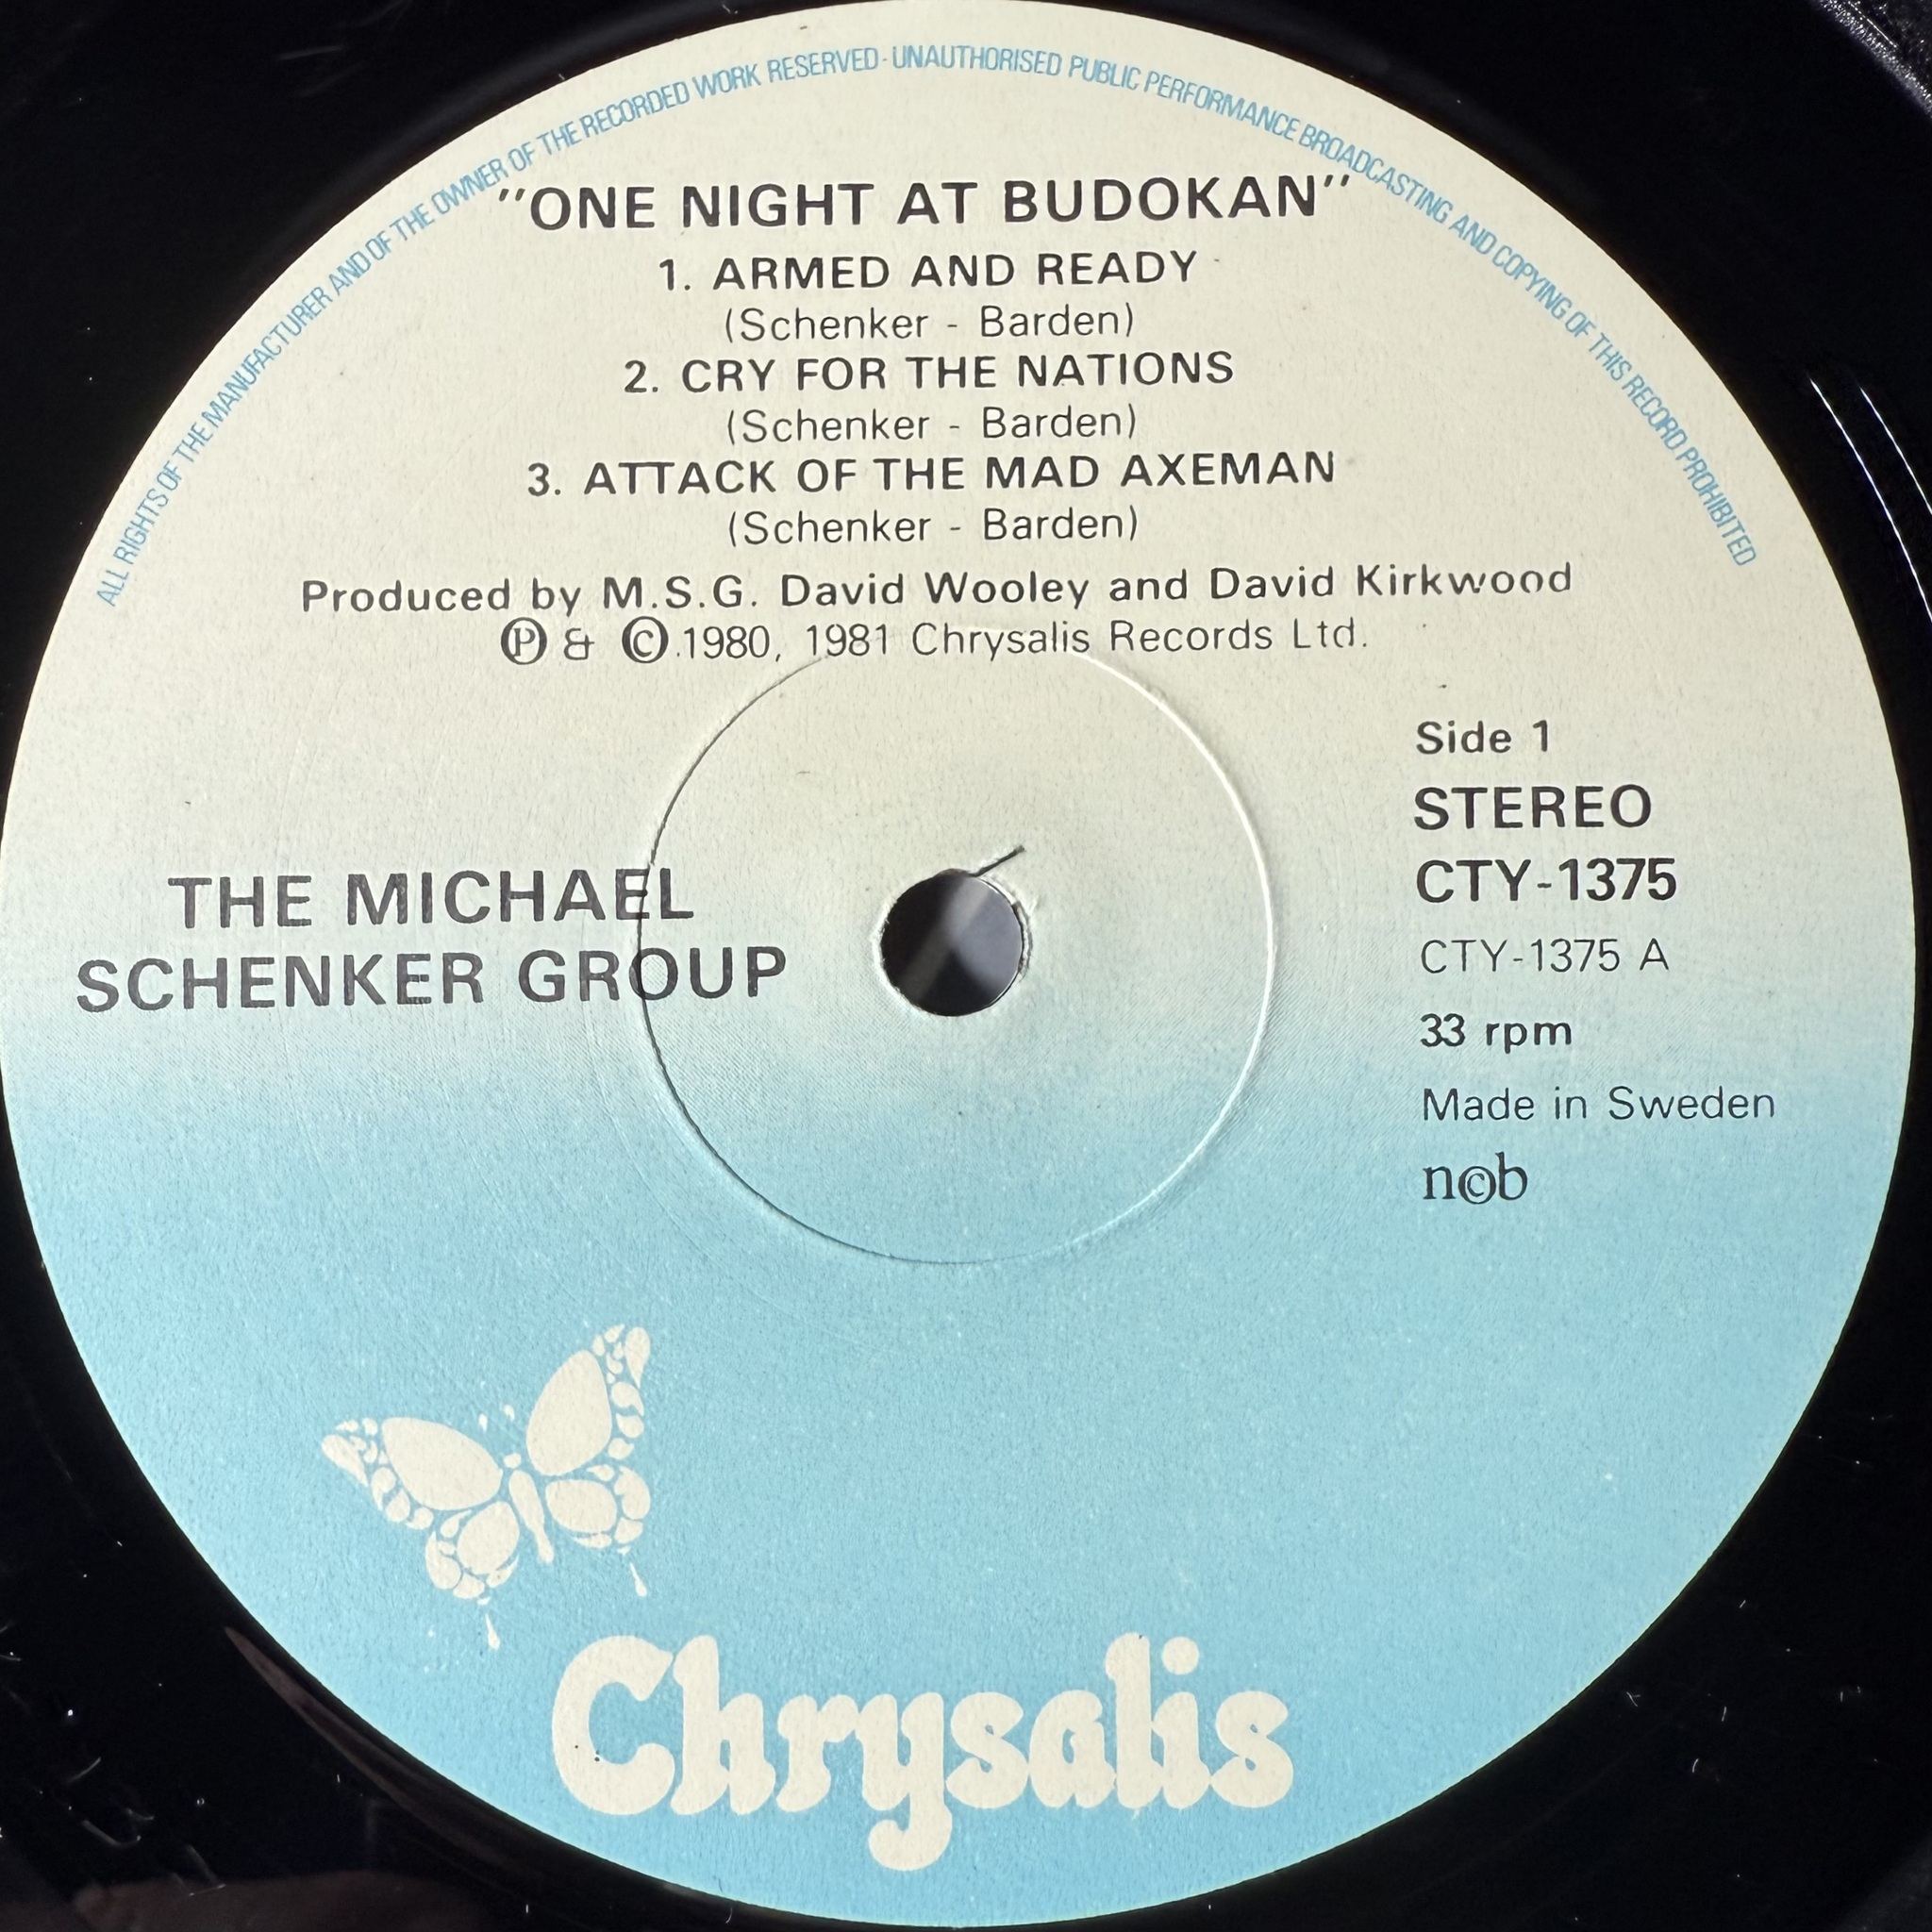 ALL RIGHTS OF THE MANUFACTURER AND OF THE OWNER OF THE RECORDED WORK RESERVED · UNAUTHORISED PUBLIC PERFORMANCE BROADCASTING AND COPYING OF THIS RECORD PROHIBITED
"ONE NIGHT AT BUDOKAN"
1. ARMED AND READY
(Schenker - Barden)
2. CRY FOR THE NATIONS
(Schenker - Barden)
3. ATTACK OF THE MAD AXEMAN
(Schenker - Barden)
Produced by M.S.G. David Wooley and David Kirkwood
Ⓟ & ©.1980, 1981 Chrysalis Records Ltd.
THE MICHAEL
SCHENKER GROUP
Side 1
STEREO
CTY-1375
CTY-1375 A
33 rpm
Made in Sweden
n©b
Chrysalis